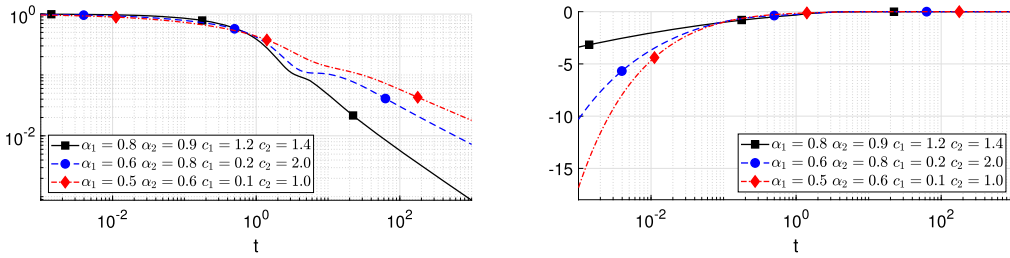 10^0
10^-2
α₁ = 0.8 α₂ = 0.9 c₁ = 1.2 c₂ = 1.4
α₁ = 0.6 α₂ = 0.8 c₁ = 0.2 c₂ = 2.0
α₁ = 0.5 α₂ = 0.6 c₁ = 0.1 c₂ = 1.0
10^-2 10^0 10^2
t
0
-5
-10
-15
α₁ = 0.8 α₂ = 0.9 c₁ = 1.2 c₂ = 1.4
α₁ = 0.6 α₂ = 0.8 c₁ = 0.2 c₂ = 2.0
α₁ = 0.5 α₂ = 0.6 c₁ = 0.1 c₂ = 1.0
10^-2 10^0 10^2
t